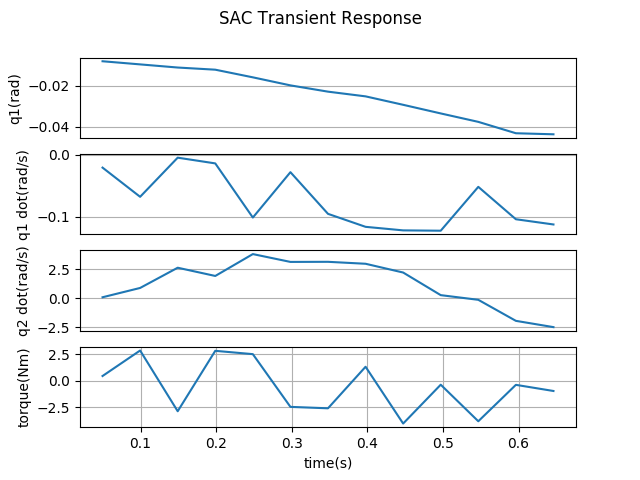 SAC Transient Response
q1(rad)
−0.02
−0.04
q1 dot(rad/s)
0.0
−0.1
q2 dot(rad/s)
2.5
0.0
−2.5
torque(Nm)
2.5
0.0
−2.5
0.1 0.2 0.3 0.4 0.5 0.6
time(s)